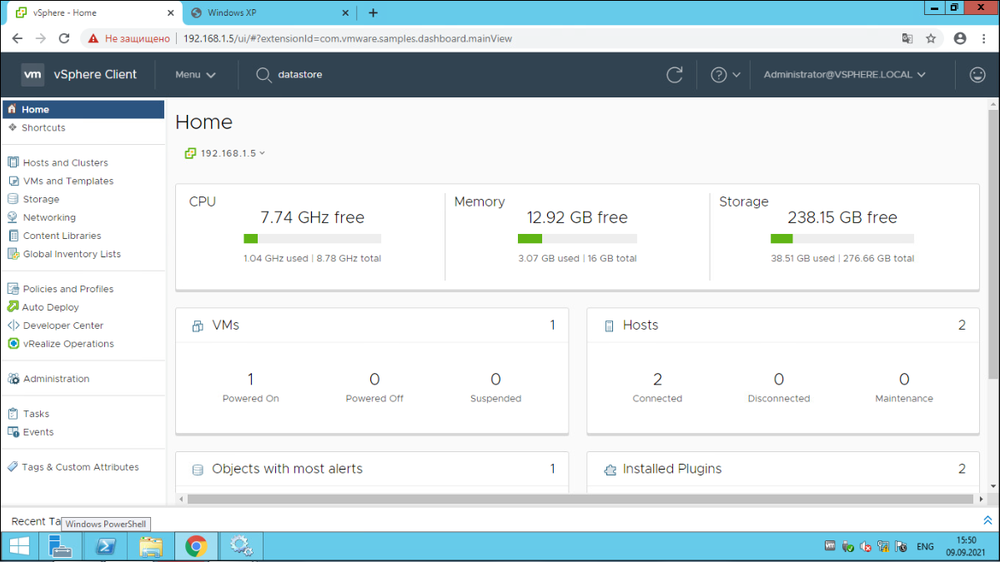 vSphere - Home
Windows XP
Не защищено 192.168.1.5/ui/#?extensionId=com.vmware.samples.dashboard.mainView
vm vSphere Client Menu datastore Administrator@VSPHERE.LOCAL
Home
Shortcuts
Hosts and Clusters
VMs and Templates
Storage
Networking
Content Libraries
Global Inventory Lists
Policies and Profiles
Auto Deploy
Developer Center
vRealize Operations
Administration
Tasks
Events
Tags & Custom Attributes
Home
192.168.1.5
CPU
7.74 GHz free
1.04 GHz used | 8.78 GHz total
Memory
12.92 GB free
3.07 GB used | 16 GB total
Storage
238.15 GB free
38.51 GB used | 276.66 GB total
VMs 1
1 0 0
Powered On Powered Off Suspended
Hosts 2
2 0 0
Connected Disconnected Maintenance
Objects with most alerts 1
Installed Plugins 2
Recent Ta
Windows PowerShell
ENG
15:50
09.09.2021